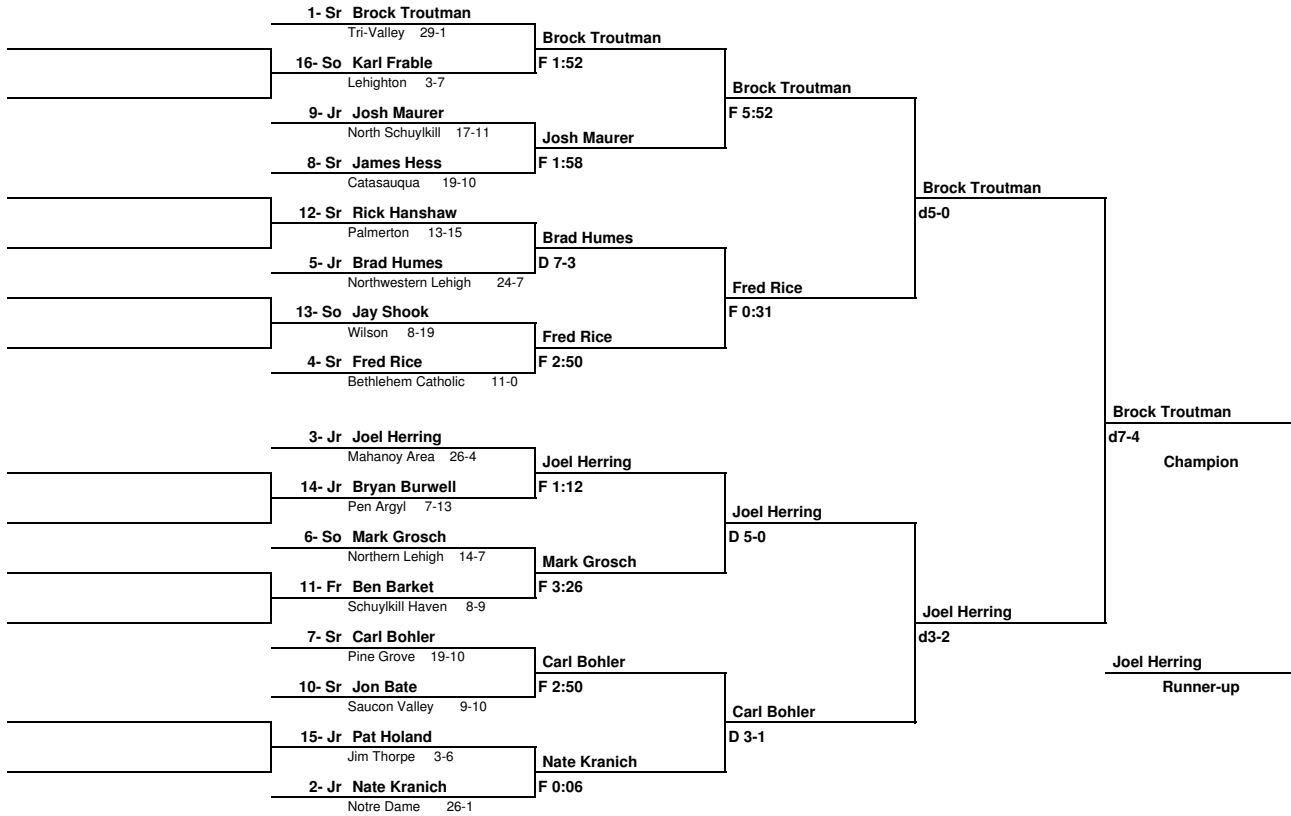 1- Sr Brock Troutman
Tri-Valley 29-1
16- So Karl Frable
Lehighton 3-7
9- Jr Josh Maurer
North Schuylkill 17-11
8- Sr James Hess
Catasauqua 19-10
12- Sr Rick Hanshaw
Palmerton 13-15
5- Jr Brad Humes
Northwestern Lehigh 24-7
13- So Jay Shook
Wilson 8-19
4- Sr Fred Rice
Bethlehem Catholic 11-0
3- Jr Joel Herring
Mahanoy Area 26-4
14- Jr Bryan Burwell
Pen Argyl 7-13
6- So Mark Grosch
Northern Lehigh 14-7
11- Fr Ben Barket
Schuylkill Haven 8-9
7- Sr Carl Bohler
Pine Grove 19-10
10- Sr Jon Bate
Saucon Valley 9-10
15- Jr Pat Holand
Jim Thorpe 3-6
2- Jr Nate Kranich
Notre Dame 26-1
Brock Troutman
F 1:52
Josh Maurer
F 1:58
Brad Humes
D 7-3
Fred Rice
F 2:50
Joel Herring
F 1:12
Mark Grosch
F 3:26
Carl Bohler
F 2:50
Nate Kranich
F 0:06
Brock Troutman
F 5:52
Fred Rice
F 0:31
Joel Herring
D 5-0
Carl Bohler
D 3-1
Brock Troutman
d5-0
Joel Herring
d3-2
Brock Troutman
d7-4
Champion
Joel Herring
Runner-up